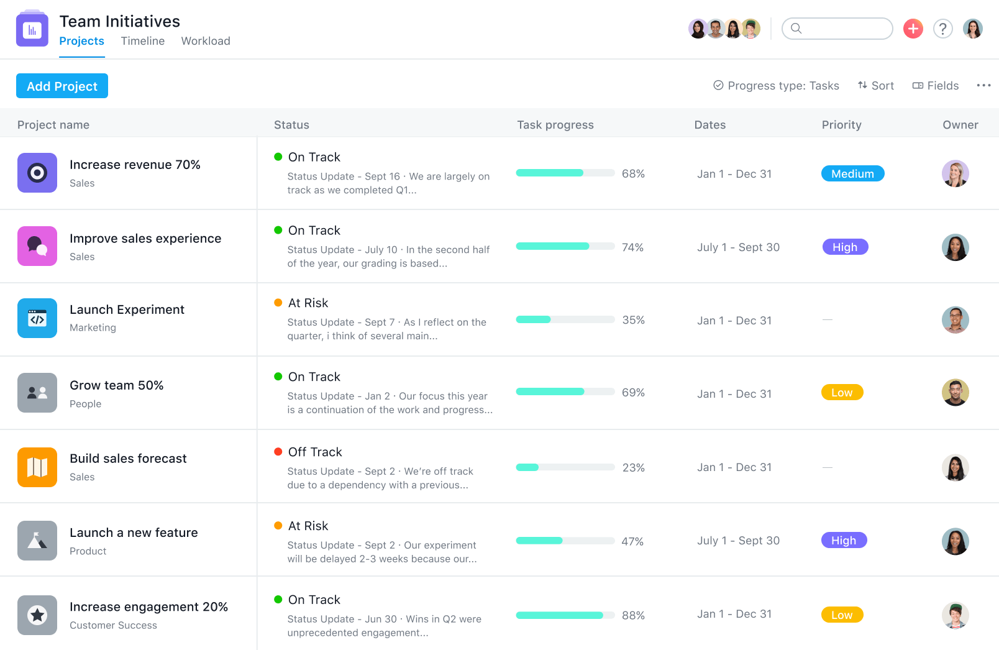 Team Initiatives
Projects Timeline Workload
?
Add Project
Progress type: Tasks Sort Fields
Project name Status Task progress Dates Priority Owner
Increase revenue 70%
Sales
On Track
Status Update - Sept 16 · We are largely on
track as we completed Q1...
68% Jan 1 - Dec 31 Medium
Improve sales experience
Sales
On Track
Status Update - July 10 · In the second half
of the year, our grading is based...
74% July 1 - Sept 30 High
Launch Experiment
Marketing
</>
At Risk
Status Update - Sept 7 · As I reflect on the
quarter, i think of several main...
35% Jan 1 - Dec 31 —
Grow team 50%
People
On Track
Status Update - Jan 2 · Our focus this year
is a continuation of the work and progress...
69% Jan 1 - Dec 31 Low
Build sales forecast
Sales
Off Track
Status Update - Sept 2 · We’re off track
due to a dependency with a previous...
23% Jan 1 - Dec 31 —
Launch a new feature
Product
At Risk
Status Update - Sept 2 · Our experiment
will be delayed 2-3 weeks because our...
47% July 1 - Sept 30 High
Increase engagement 20%
Customer Success
On Track
Status Update - Jun 30 · Wins in Q2 were
unprecedented engagement...
88% Jan 1 - Dec 31 Low